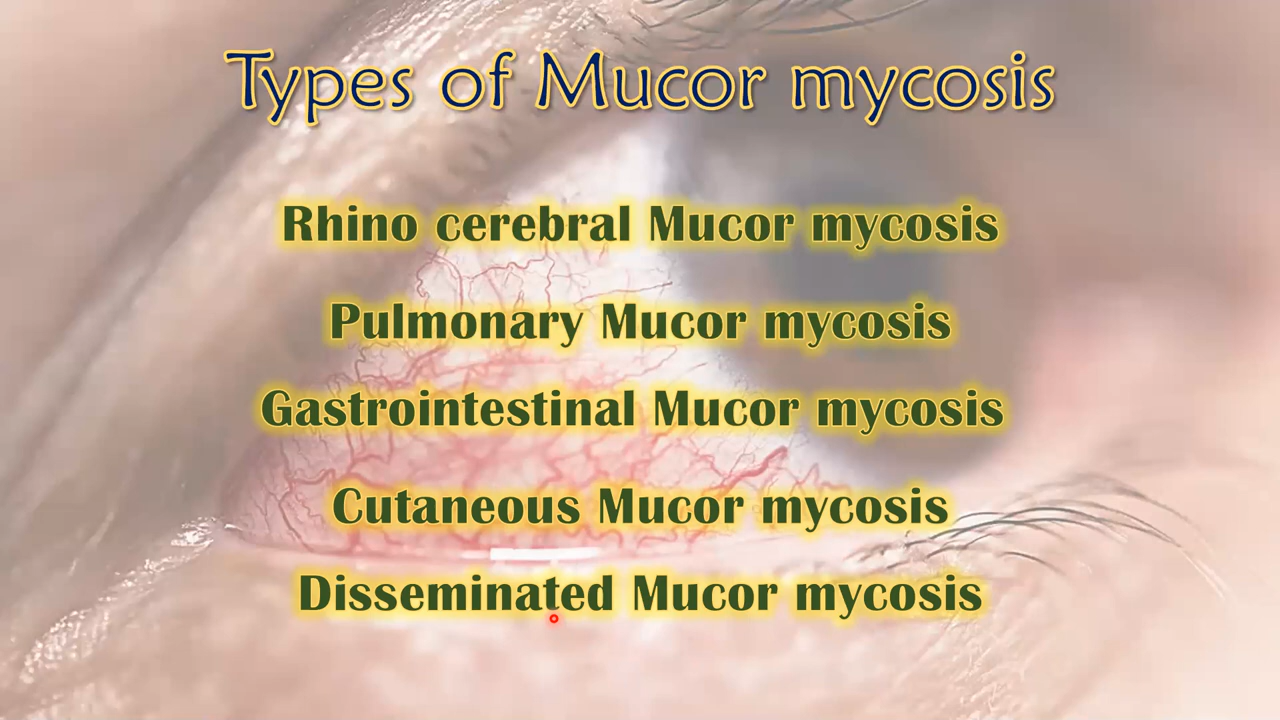 Types of Mucor mycosis
Rhino cerebral Mucor mycosis
Pulmonary Mucor mycosis
Gastrointestinal Mucor mycosis
Cutaneous Mucor mycosis
Disseminated Mucor mycosis